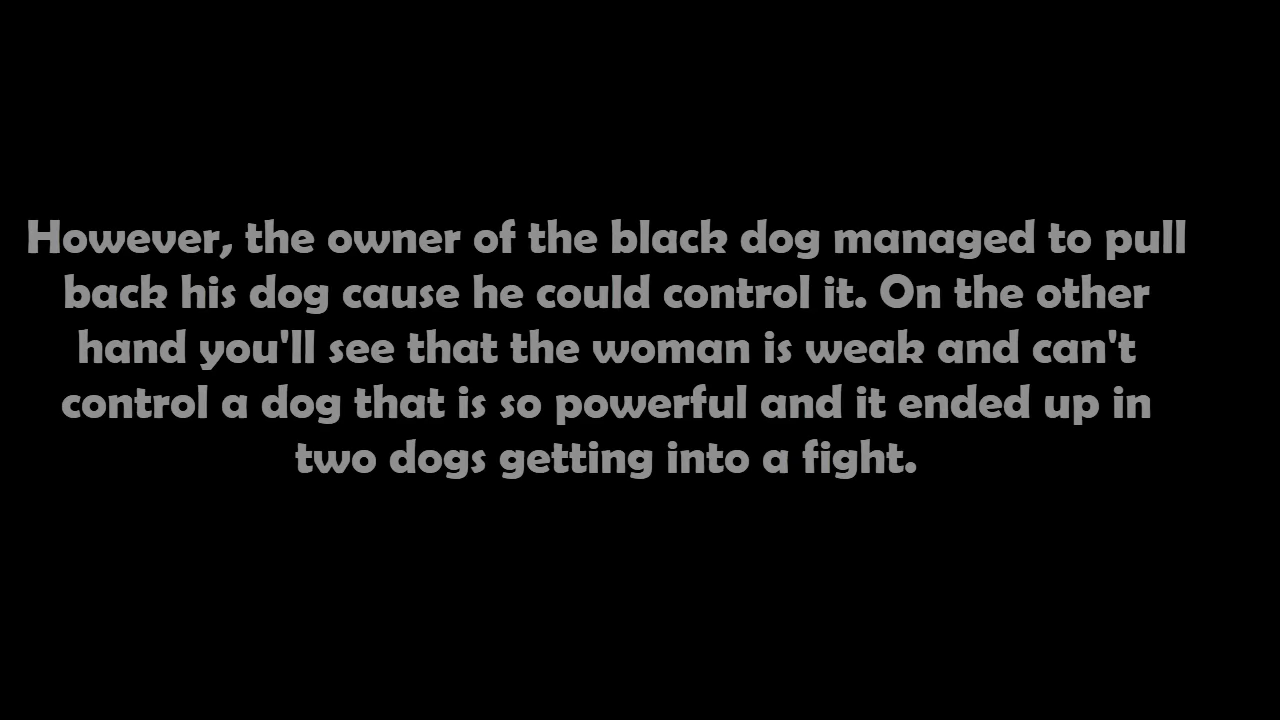 However, the owner of the black dog managed to pull
back his dog cause he could control it. On the other
hand you'll see that the woman is weak and can't
control a dog that is so powerful and it ended up in
two dogs getting into a fight.